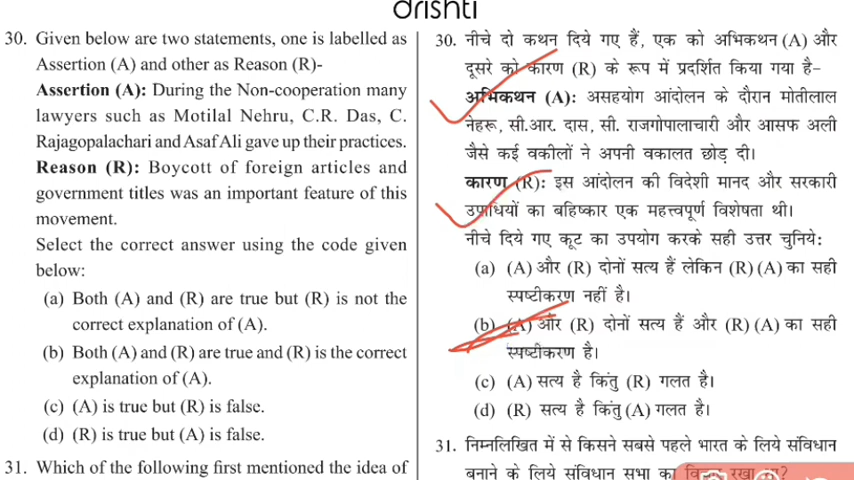 drishti
30. Given below are two statements, one is labelled as
Assertion (A) and other as Reason (R)-
Assertion (A): During the Non-cooperation many
lawyers such as Motilal Nehru, C.R. Das, C.
Rajagopalachari and Asaf Ali gave up their practices.
Reason (R): Boycott of foreign articles and
government titles was an important feature of this
movement.
Select the correct answer using the code given
below:
(a) Both (A) and (R) are true but (R) is not the
correct explanation of (A).
(b) Both (A) and (R) are true and (R) is the correct
explanation of (A).
(c) (A) is true but (R) is false.
(d) (R) is true but (A) is false.
31. Which of the following first mentioned the idea of
30. नीचे दो कथन दिये गए हैं, एक को अभिकथन (A) और
दूसरे को कारण (R) के रूप में प्रदर्शित किया गया है-
अभिकथन (A): असहयोग आंदोलन के दौरान मोतीलाल
नेहरू, सी.आर. दास, सी. राजगोपालाचारी और आसफ अली
जैसे कई वकीलों ने अपनी वकालत छोड़ दी।
कारण (R): इस आंदोलन की विदेशी मानद और सरकारी
उपाधियों का बहिष्कार एक महत्त्वपूर्ण विशेषता थी।
नीचे दिये गए कूट का उपयोग करके सही उत्तर चुनिये:
(a) (A) और (R) दोनों सत्य हैं लेकिन (R) (A) का सही
स्पष्टीकरण नहीं है।
(b) (A) और (R) दोनों सत्य हैं और (R) (A) का सही
स्पष्टीकरण है।
(c) (A) सत्य है किंतु (R) गलत है।
(d) (R) सत्य है किंतु (A) गलत है।
31. निम्नलिखित में से किसने सबसे पहले भारत के लिये संविधान
बनाने के लिये संविधान सभा का विचार रखा था?